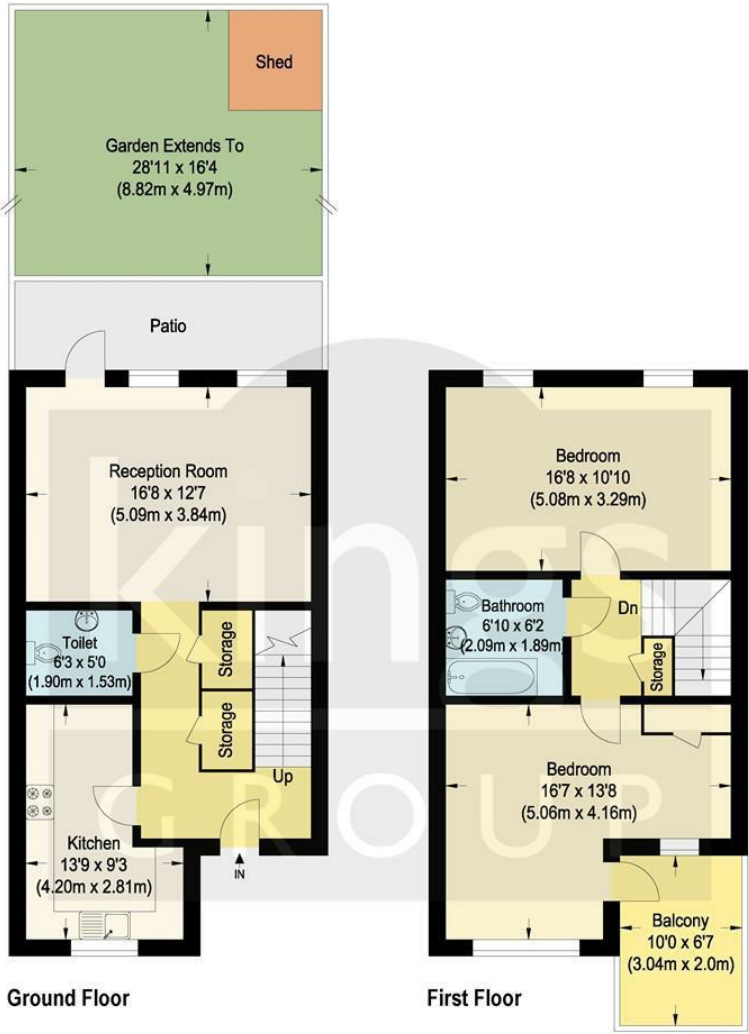 Shed
Garden Extends To
28'11 x 16'4
(8.82m x 4.97m)
Patio
Reception Room
16'8 x 12'7
(5.09m x 3.84m)
Toilet
6'3 x 5'0
(1.90m x 1.53m)
Storage
Storage
Up
Kitchen
13'9 x 9'3
(4.20m x 2.81m)
IN
Ground Floor
Bedroom
16'8 x 10'10
(5.08m x 3.29m)
Bathroom
6'10 x 6'2
(2.09m x 1.89m)
Dn
Storage
Bedroom
16'7 x 13'8
(5.06m x 4.16m)
Balcony
10'0 x 6'7
(3.04m x 2.0m)
First Floor
kings
GROUP